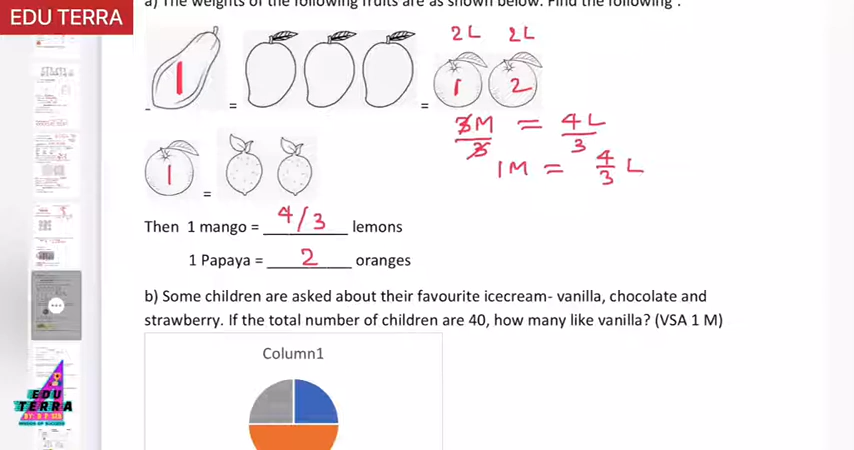 EDU TERRA
a) The weights of the following fruits are as shown below. Find the following :
2L 2L
1 = = 1 2
3M/3 = 4L/3
1M = 4/3 L
1 =
Then 1 mango = 4/3 lemons
1 Papaya = 2 oranges
b) Some children are asked about their favourite icecream- vanilla, chocolate and
strawberry. If the total number of children are 40, how many like vanilla? (VSA 1 M)
Column1
EDU
TERRA